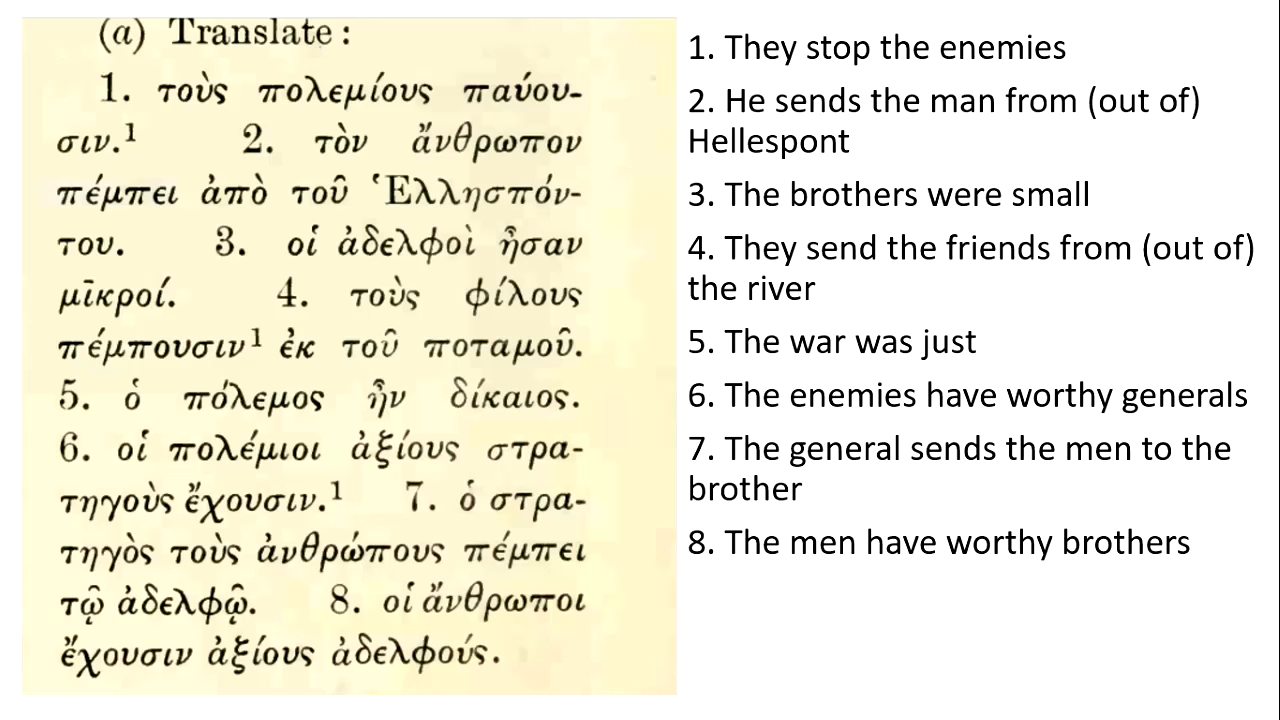 (a) Translate :
1. τοὺς πολεμίους παύου-
σιν.¹ 2. τὸν ἄνθρωπον
πέμπει ἀπὸ τοῦ Ἑλλησπόν-
του. 3. οἱ ἀδελφοὶ ἦσαν
μῑκροί. 4. τοὺς φίλους
πέμπουσιν¹ ἐκ τοῦ ποταμοῦ.
5. ὁ πόλεμος ἦν δίκαιος.
6. οἱ πολέμιοι ἀξίους στρα-
τηγοὺς ἔχουσιν.¹ 7. ὁ στρα-
τηγὸς τοὺς ἀνθρώπους πέμπει
τῷ ἀδελφῷ. 8. οἱ ἄνθρωποι
ἔχουσιν ἀξίους ἀδελφούς.
1. They stop the enemies
2. He sends the man from (out of)
Hellespont
3. The brothers were small
4. They send the friends from (out of)
the river
5. The war was just
6. The enemies have worthy generals
7. The general sends the men to the
brother
8. The men have worthy brothers